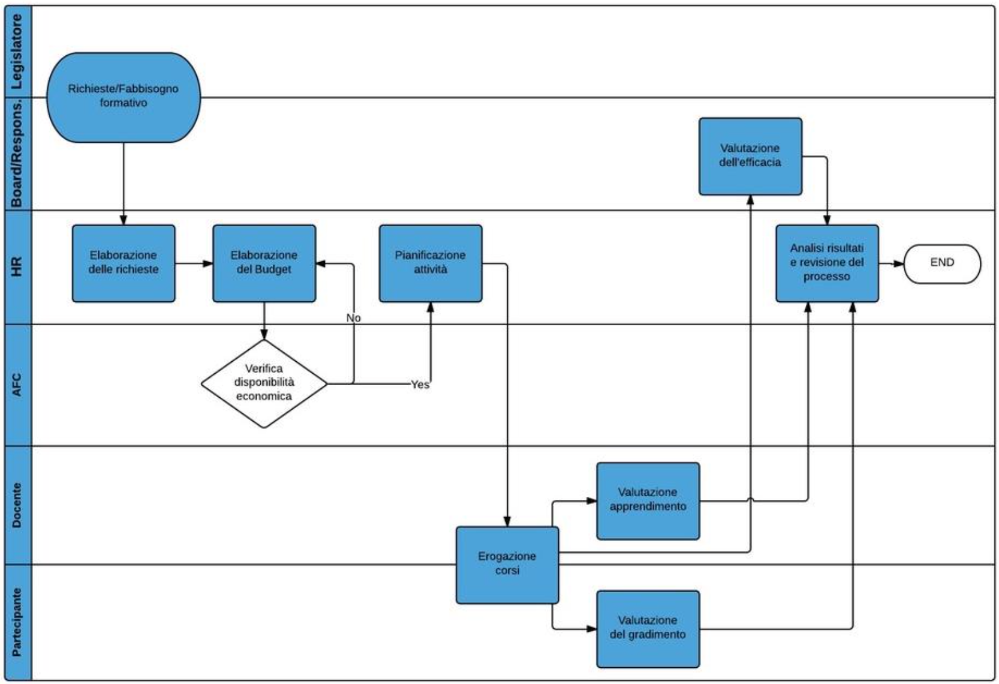 Legislatore
Richieste/Fabbisogno
formativo
Board/Respons.
Valutazione
dell'efficacia
HR
Elaborazione
delle richieste
Elaborazione
del Budget
Pianificazione
attività
Analisi risultati
e revisione del
processo
END
No
AFC
Verifica
disponibilità
economica
Yes
Docente
Valutazione
apprendimento
Erogazione
corsi
Partecipante
Valutazione
del gradimento